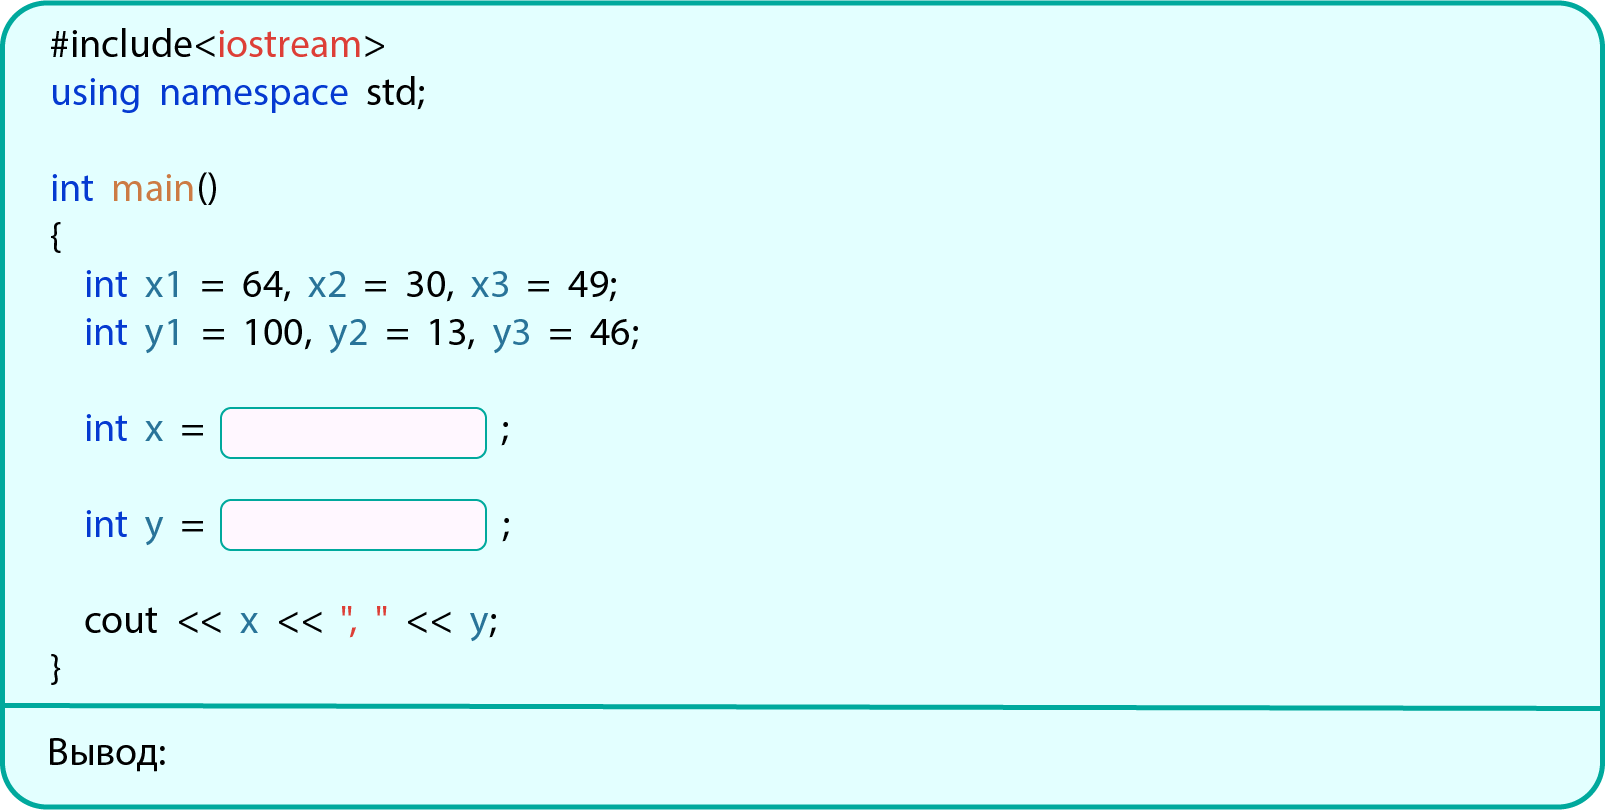 #include<iostream>
using namespace std;
int main()
{
int x1 = 64, x2 = 30, x3 = 49;
int y1 = 100, y2 = 13, y3 = 46;
int x = ;
int y = ;
cout << x << ", " << y;
}
Вывод: